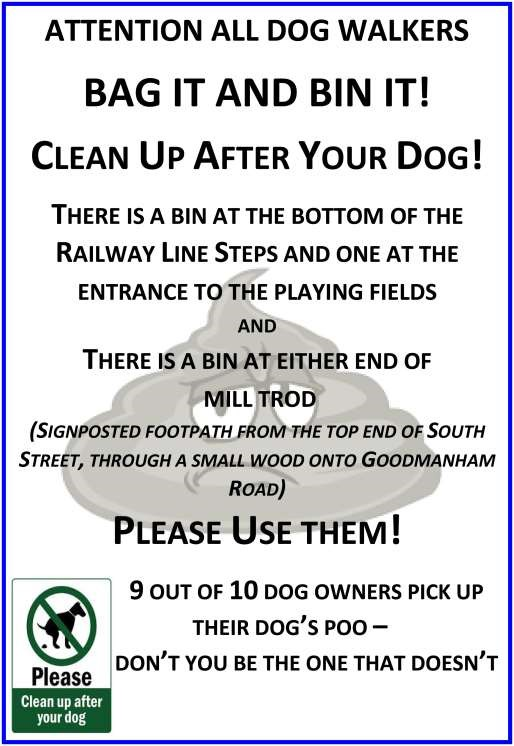 ATTENTION ALL DOG WALKERS
BAG IT AND BIN IT!
CLEAN UP AFTER YOUR DOG!
THERE IS A BIN AT THE BOTTOM OF THE
RAILWAY LINE STEPS AND ONE AT THE
ENTRANCE TO THE PLAYING FIELDS
AND
THERE IS A BIN AT EITHER END OF
MILL TROD
(SIGNPOSTED FOOTPATH FROM THE TOP END OF SOUTH
STREET, THROUGH A SMALL WOOD ONTO GOODMANHAM
ROAD)
PLEASE USE THEM!
9 OUT OF 10 DOG OWNERS PICK UP
THEIR DOG'S POO –
DON'T YOU BE THE ONE THAT DOESN'T
Please
Clean up after
your dog